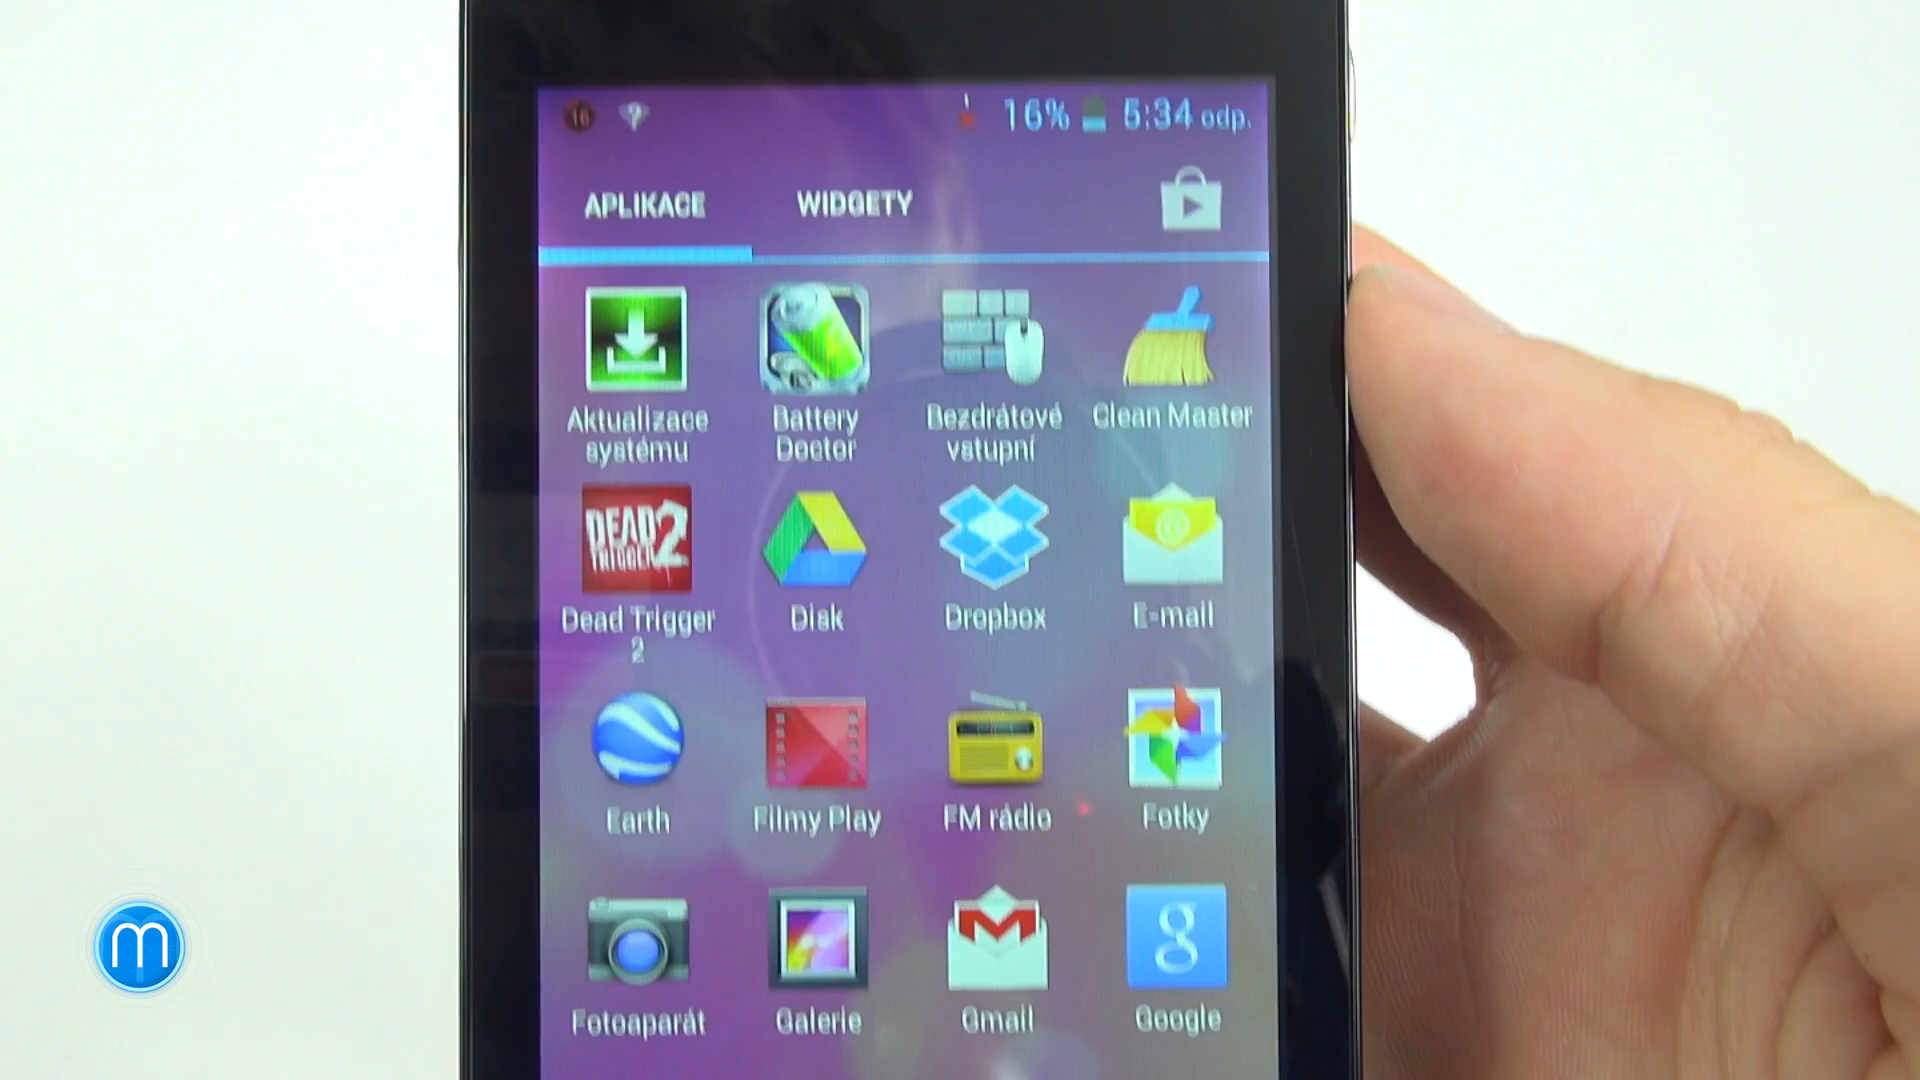 16 16% 5:34 odp.
APLIKACE WIDGETY
Aktualizace Battery Bezdrátové Clean Master
systému Doctor vstupní
DEAD
TRIGGER 2
Dead Trigger Disk Dropbox E-mail
2
Earth Filmy Play FM rádio Fotky
g
Fotoaparát Galerie Gmail Google
m